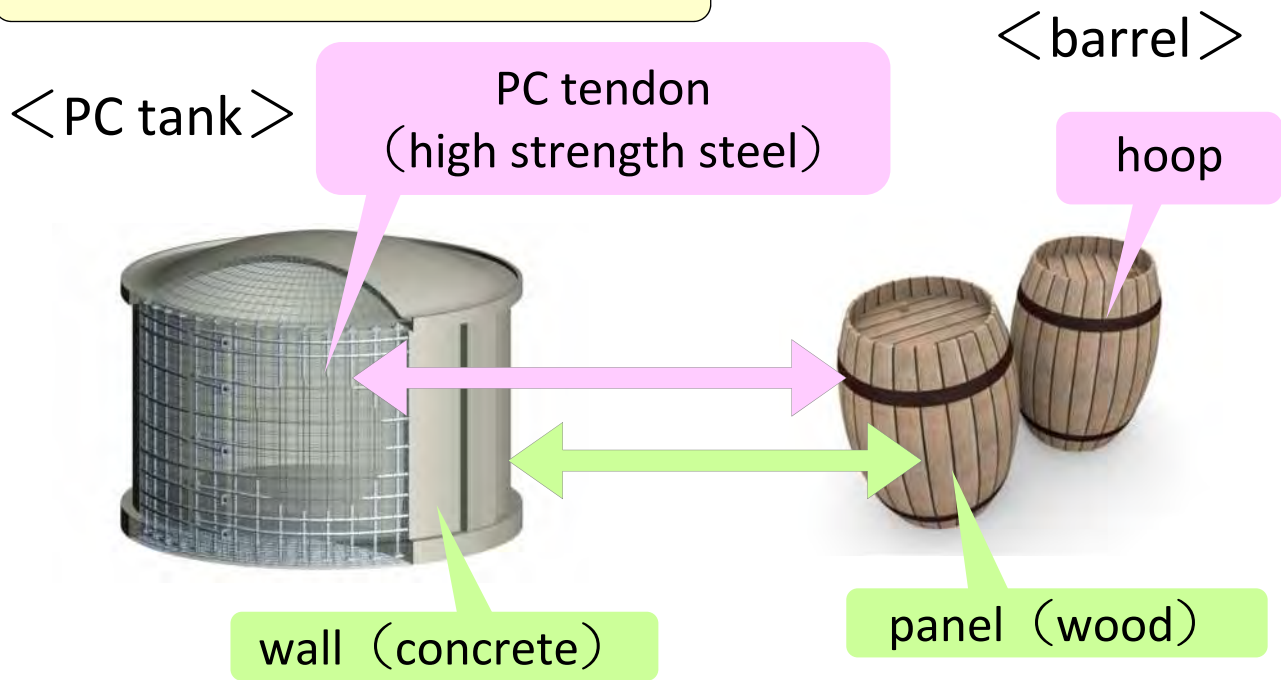 ＜barrel＞
＜PC tank＞
PC tendon
（high strength steel）
hoop
wall（concrete）
panel（wood）